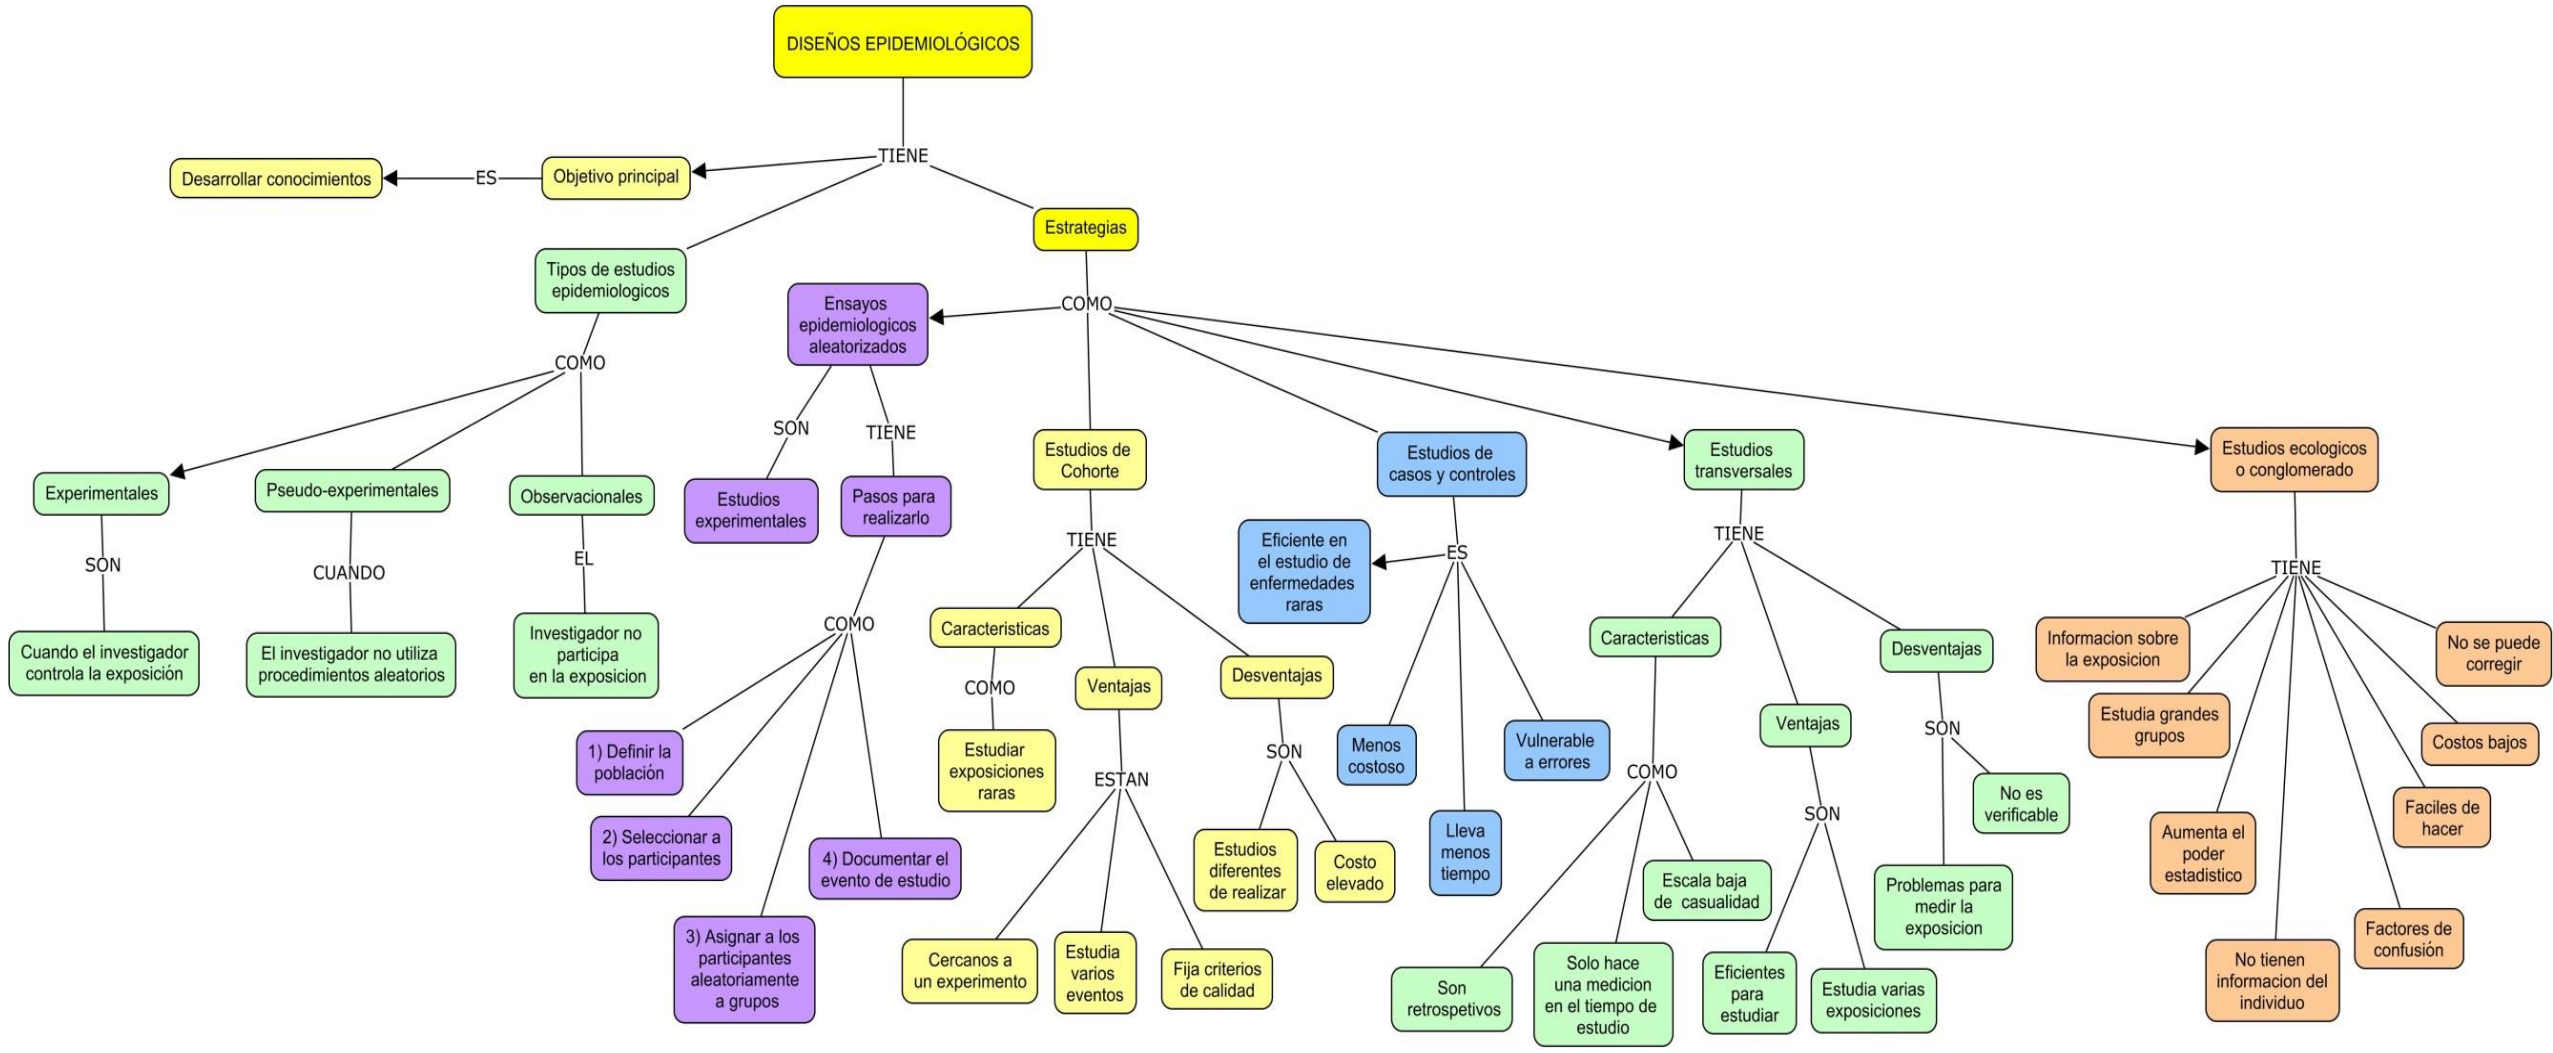 DISEÑOS EPIDEMIOLÓGICOS
TIENE
Desarrollar conocimientos
ES
Objetivo principal
Estrategias
Tipos de estudios
epidemiologicos
COMO
Experimentales
SON
Cuando el investigador
controla la exposición
Pseudo-experimentales
CUANDO
El investigador no utiliza
procedimientos aleatorios
Observacionales
EL
Investigador no
participa
en la exposicion
COMO
Ensayos
epidemiologicos
aleatorizados
SON
Estudios
experimentales
TIENE
Pasos para
realizarlo
COMO
1) Definir la
población
2) Seleccionar a
los participantes
3) Asignar a los
participantes
aleatoriamente
a grupos
4) Documentar el
evento de estudio
Estudios de
Cohorte
TIENE
Caracteristicas
COMO
Estudiar
exposiciones
raras
Ventajas
ESTAN
Cercanos a
un experimento
Estudia
varios
eventos
Fija criterios
de calidad
Desventajas
SON
Estudios
diferentes
de realizar
Costo
elevado
Estudios de
casos y controles
ES
Eficiente en
el estudio de
enfermedades
raras
Menos
costoso
Lleva
menos
tiempo
Vulnerable
a errores
Estudios
transversales
TIENE
Caracteristicas
COMO
Son
retrospetivos
Solo hace
una medicion
en el tiempo de
estudio
Escala baja
de casualidad
Ventajas
SON
Eficientes
para
estudiar
Estudia varias
exposiciones
Desventajas
SON
Problemas para
medir la
exposicion
No es
verificable
Estudios ecologicos
o conglomerado
TIENE
Informacion sobre
la exposicion
Estudia grandes
grupos
Aumenta el
poder
estadistico
No tienen
informacion del
individuo
Factores de
confusión
Faciles de
hacer
Costos bajos
No se puede
corregir